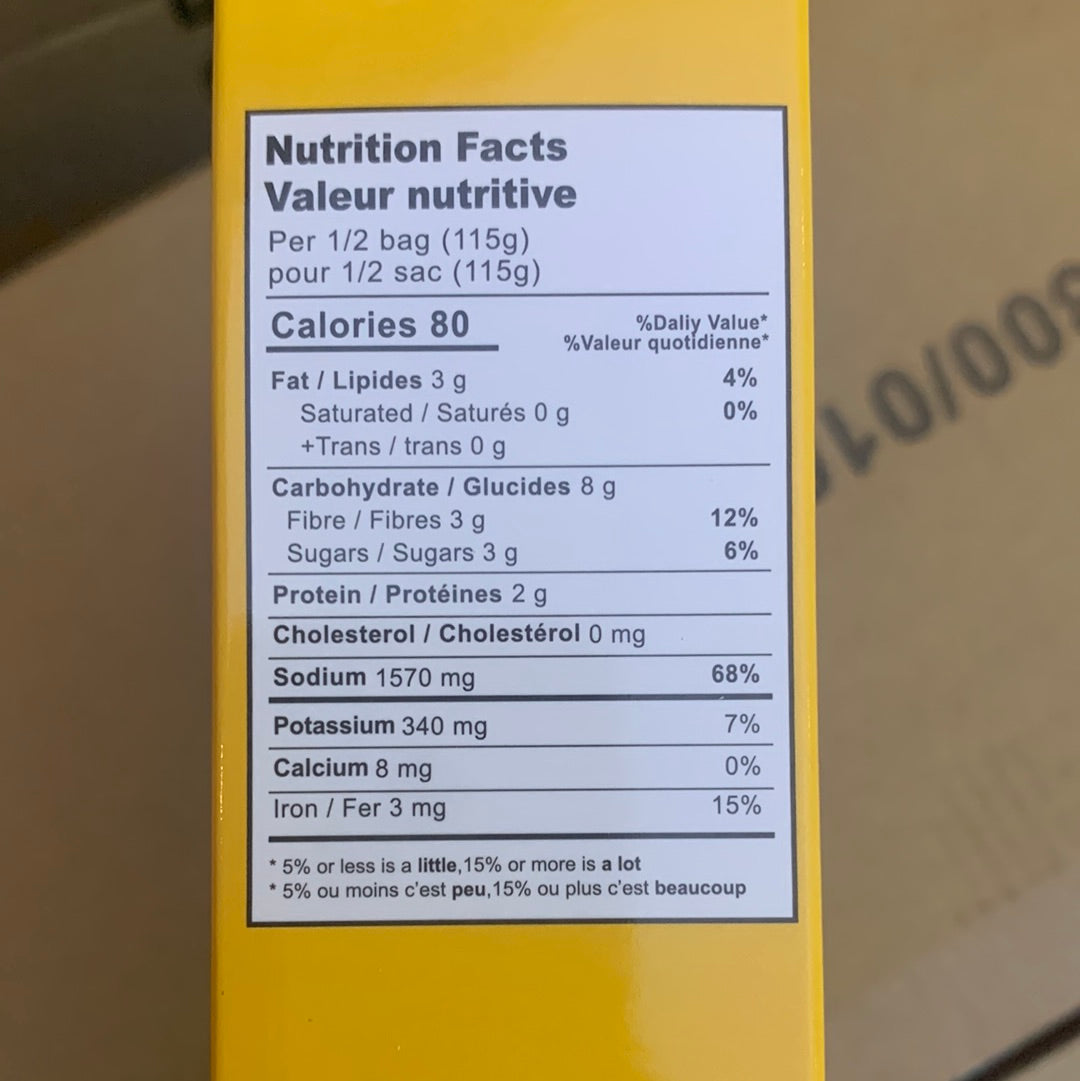 Nutrition Facts
Valeur nutritive
Per 1/2 bag (115g)
pour 1/2 sac (115g)
Calories 80
%Daliy Value*
%Valeur quotidienne*
Fat / Lipides 3 g 4%
Saturated / Saturés 0 g 0%
+Trans / trans 0 g
Carbohydrate / Glucides 8 g
Fibre / Fibres 3 g 12%
Sugars / Sugars 3 g 6%
Protein / Protéines 2 g
Cholesterol / Cholestérol 0 mg
Sodium 1570 mg 68%
Potassium 340 mg 7%
Calcium 8 mg 0%
Iron / Fer 3 mg 15%
* 5% or less is a little,15% or more is a lot
* 5% ou moins c'est peu,15% ou plus c'est beaucoup